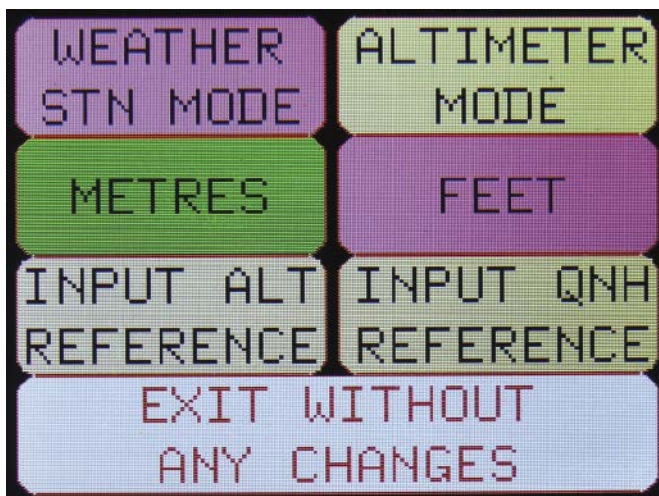 WEATHER
STN MODE
ALTIMETER
MODE
METRES
FEET
INPUT ALT
REFERENCE
INPUT QNH
REFERENCE
EXIT WITHOUT
ANY CHANGES